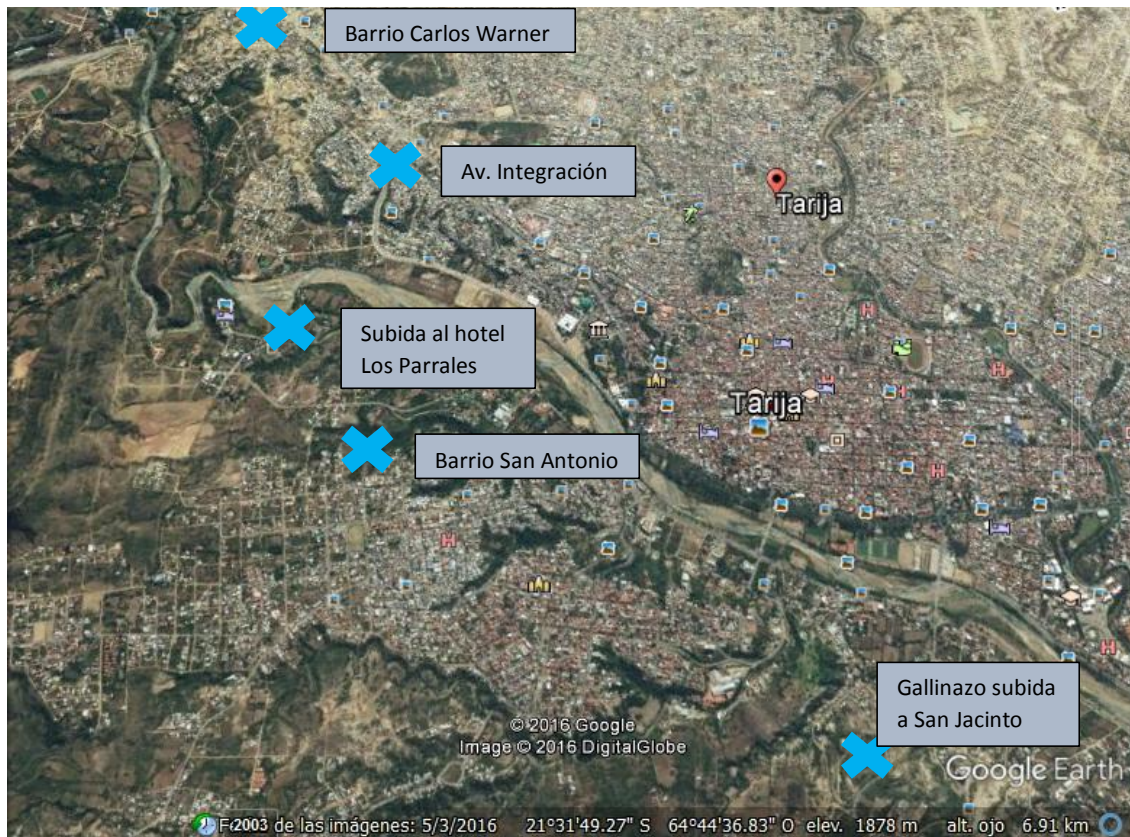 Barrio Carlos Warner
Av. Integración
Tarija
Subida al hotel
Los Parrales
Tarija
Barrio San Antonio
Gallinazo subida
a San Jacinto
© 2016 Google
Image © 2016 DigitalGlobe
Google Earth
2003 de las imágenes: 5/3/2016 21°31'49.27" S 64°44'36.83" O elev. 1878 m alt. ojo 6.91 km